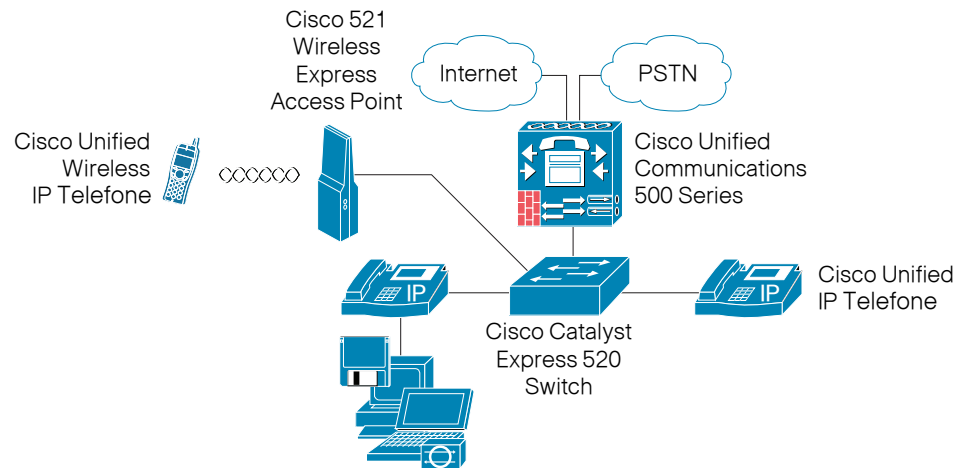 Cisco 521
Wireless
Express
Access Point
Internet
PSTN
Cisco Unified
Wireless
IP Telefone
Cisco Unified
Communications
500 Series
IP
IP
Cisco Unified
IP Telefone
Cisco Catalyst
Express 520
Switch